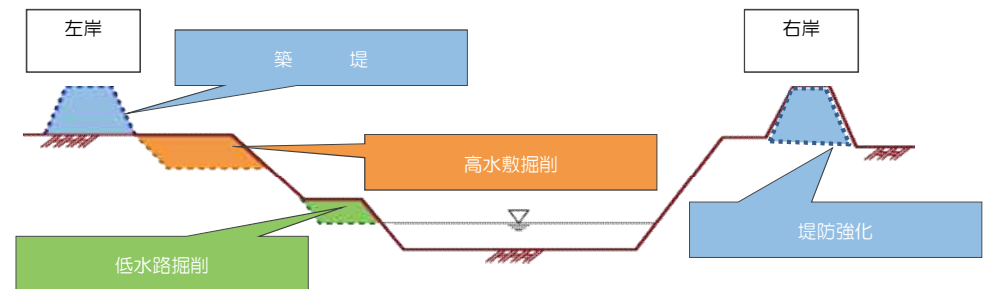 左岸
右岸
築　　　堤
高水敷掘削
堤防強化
低水路掘削